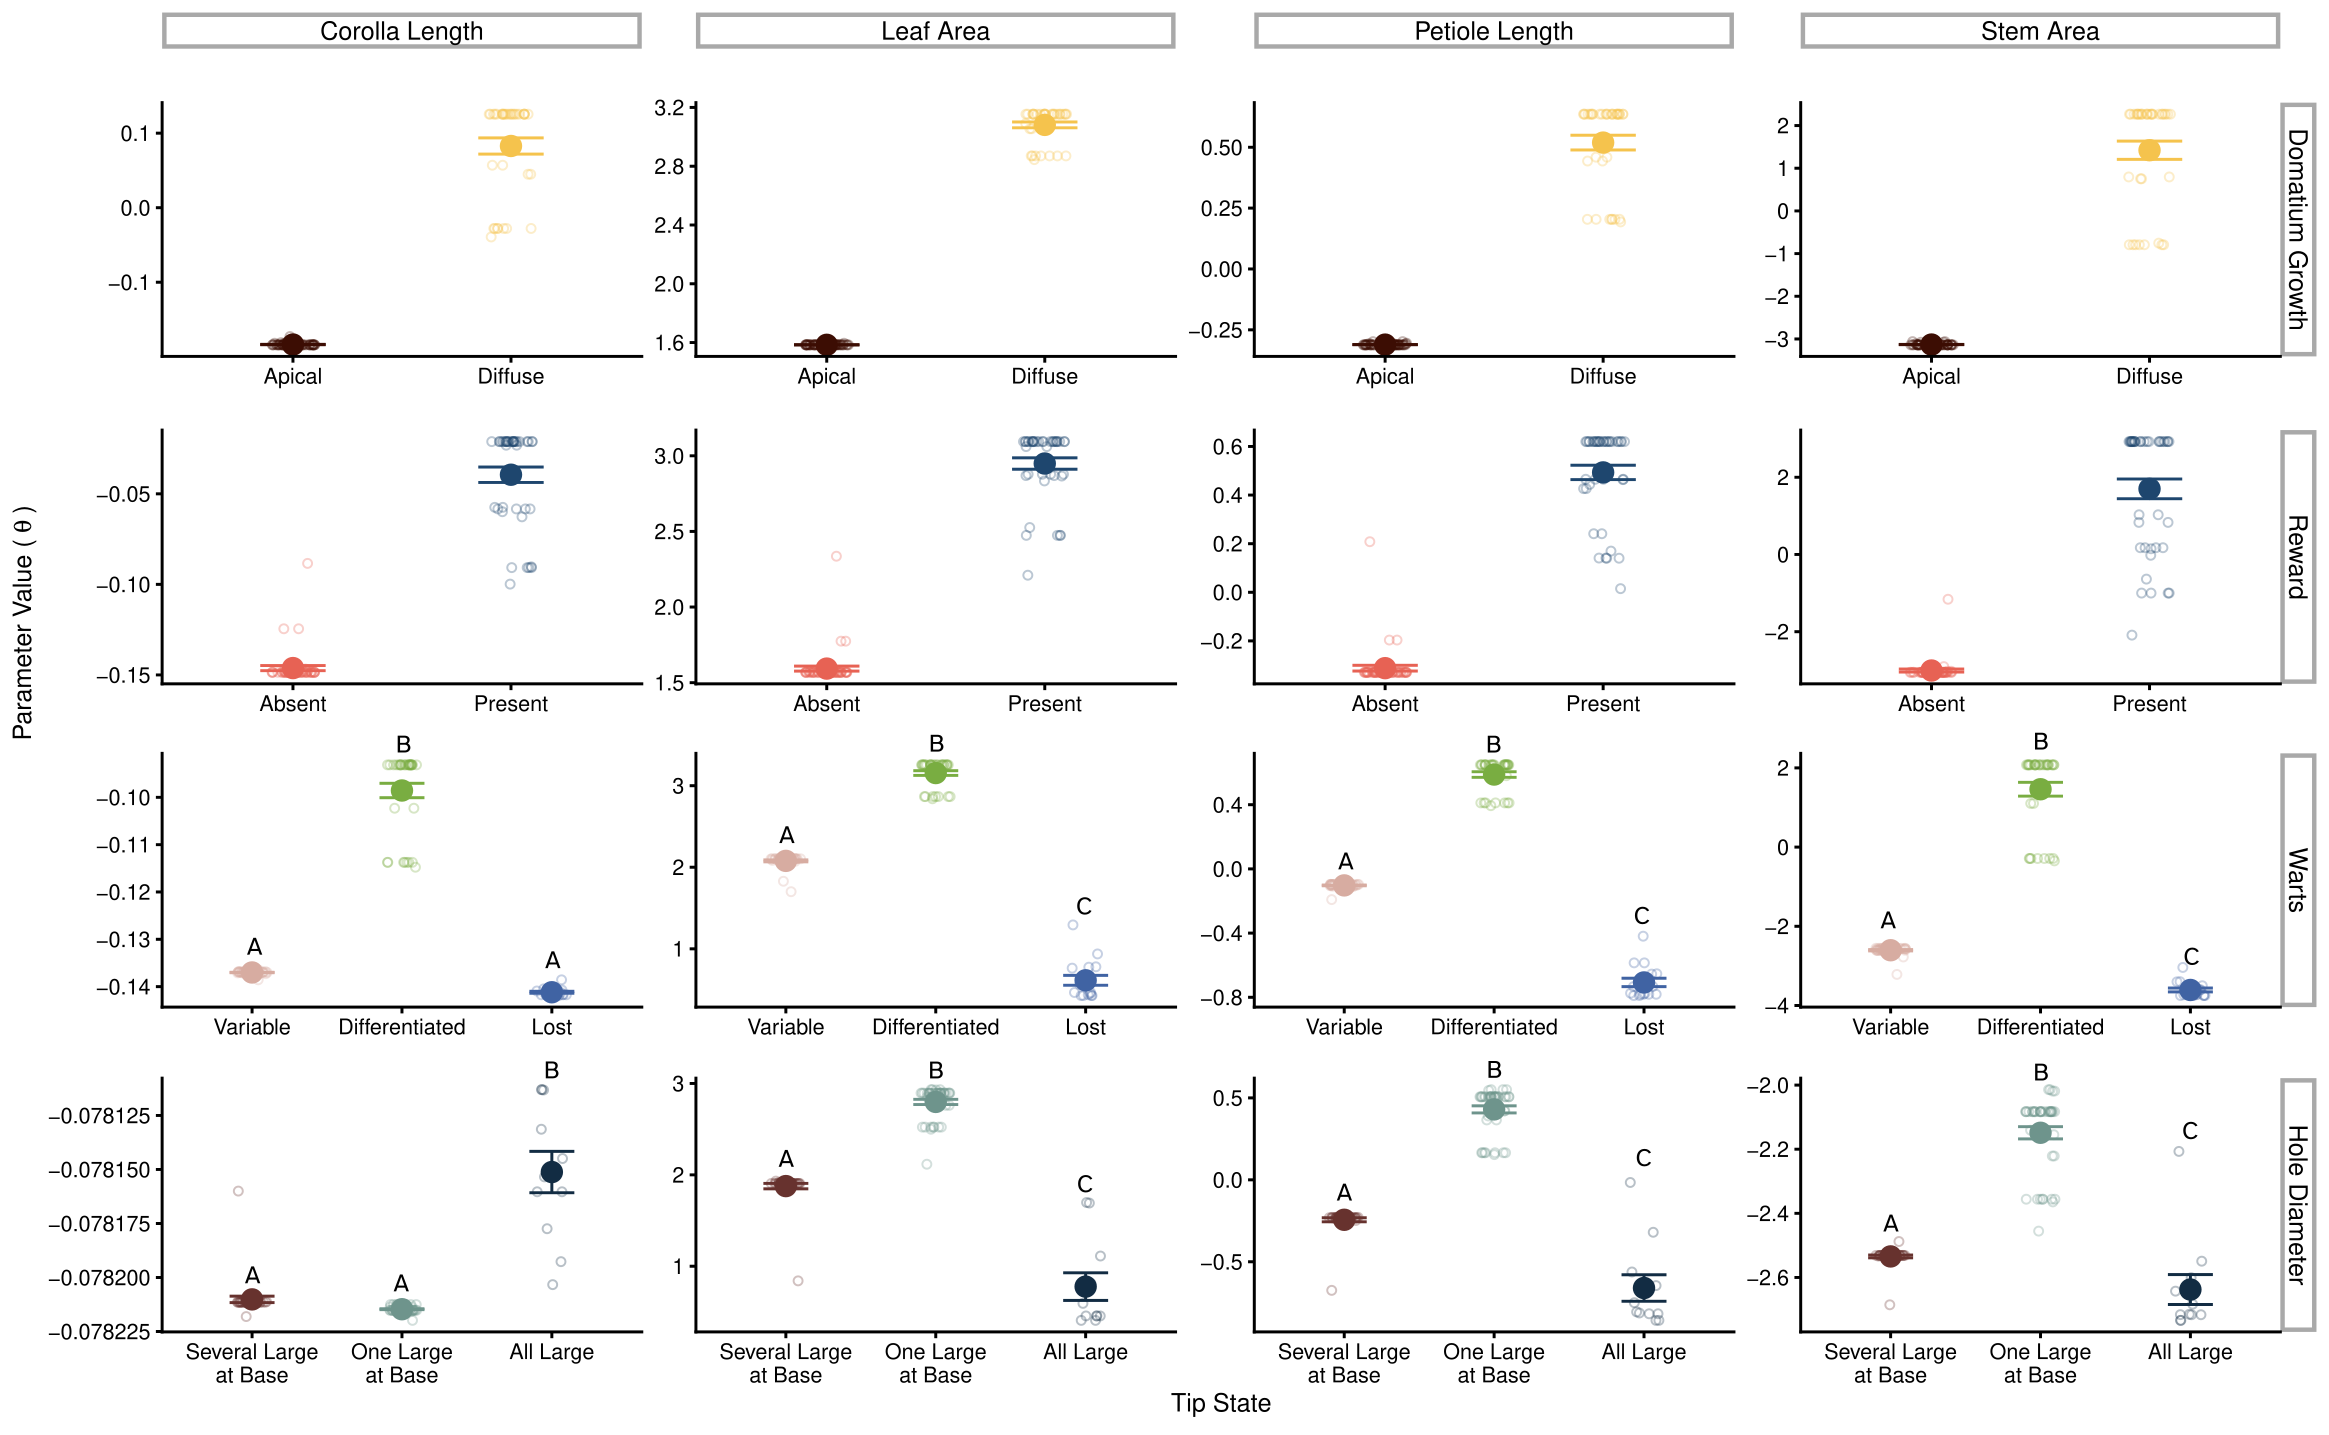 Corolla Length
Leaf Area
Petiole Length
Stem Area
Parameter Value ( θ )
0.1
0.0
−0.1
Apical
Diffuse
3.2
2.8
2.4
2.0
1.6
Apical
Diffuse
0.50
0.25
0.00
−0.25
Apical
Diffuse
2
1
0
−1
−2
−3
Apical
Diffuse
Domatium Growth
−0.05
−0.10
−0.15
Absent
Present
3.0
2.5
2.0
1.5
Absent
Present
0.6
0.4
0.2
0.0
−0.2
Absent
Present
2
0
−2
Absent
Present
Reward
−0.10
−0.11
−0.12
−0.13
−0.14
A
B
A
Variable
Differentiated
Lost
3
2
1
A
B
C
Variable
Differentiated
Lost
0.4
0.0
−0.4
−0.8
A
B
C
Variable
Differentiated
Lost
2
0
−2
−4
A
B
C
Variable
Differentiated
Lost
Warts
−0.078125
−0.078150
−0.078175
−0.078200
−0.078225
A
A
B
Several Large
at Base
One Large
at Base
All Large
3
2
1
A
B
C
Several Large
at Base
One Large
at Base
All Large
0.5
0.0
−0.5
A
B
C
Several Large
at Base
One Large
at Base
All Large
−2.0
−2.2
−2.4
−2.6
A
B
C
Several Large
at Base
One Large
at Base
All Large
Hole Diameter
Tip State